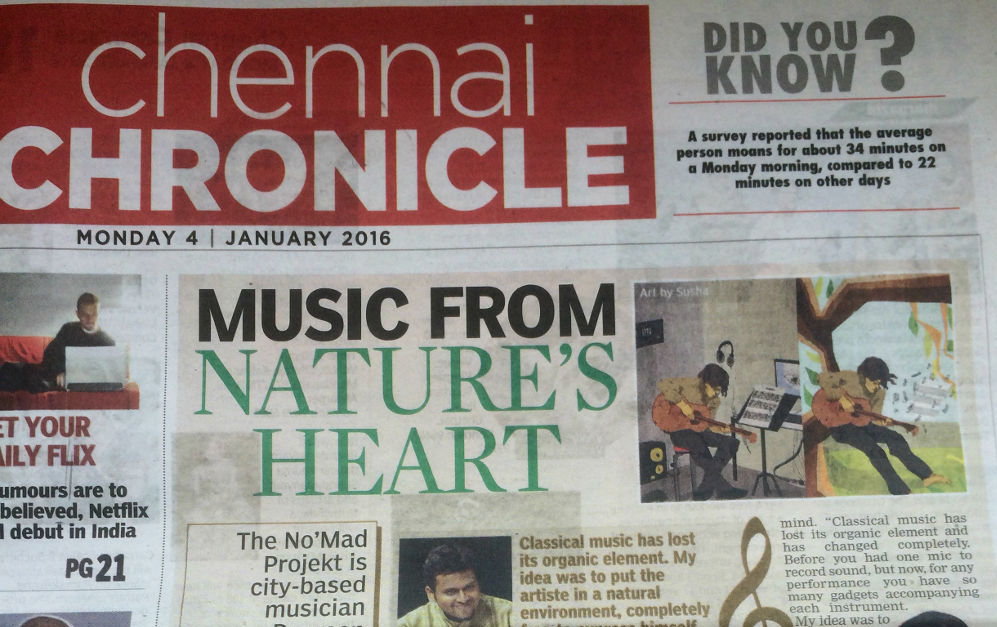 chennai
CHRONICLE
MONDAY 4 | JANUARY 2016
DID YOU
KNOW ?
A survey reported that the average
person moans for about 34 minutes on
a Monday morning, compared to 22
minutes on other days
ET YOUR
AILY FLIX
umours are to
believed, Netflix
l debut in India
PG 21
MUSIC FROM
NATURE'S
HEART
Art by Susha
The No'Mad
Projekt is
city-based
musician
Classical music has lost
its organic element. My
idea was to put the
artiste in a natural
environment, completely
mind. "Classical music has
lost its organic element and
has changed completely.
Before you had one mic to
record sound, but now, for any
performance you have so
many gadgets accompanying
each instrument.
My idea was to